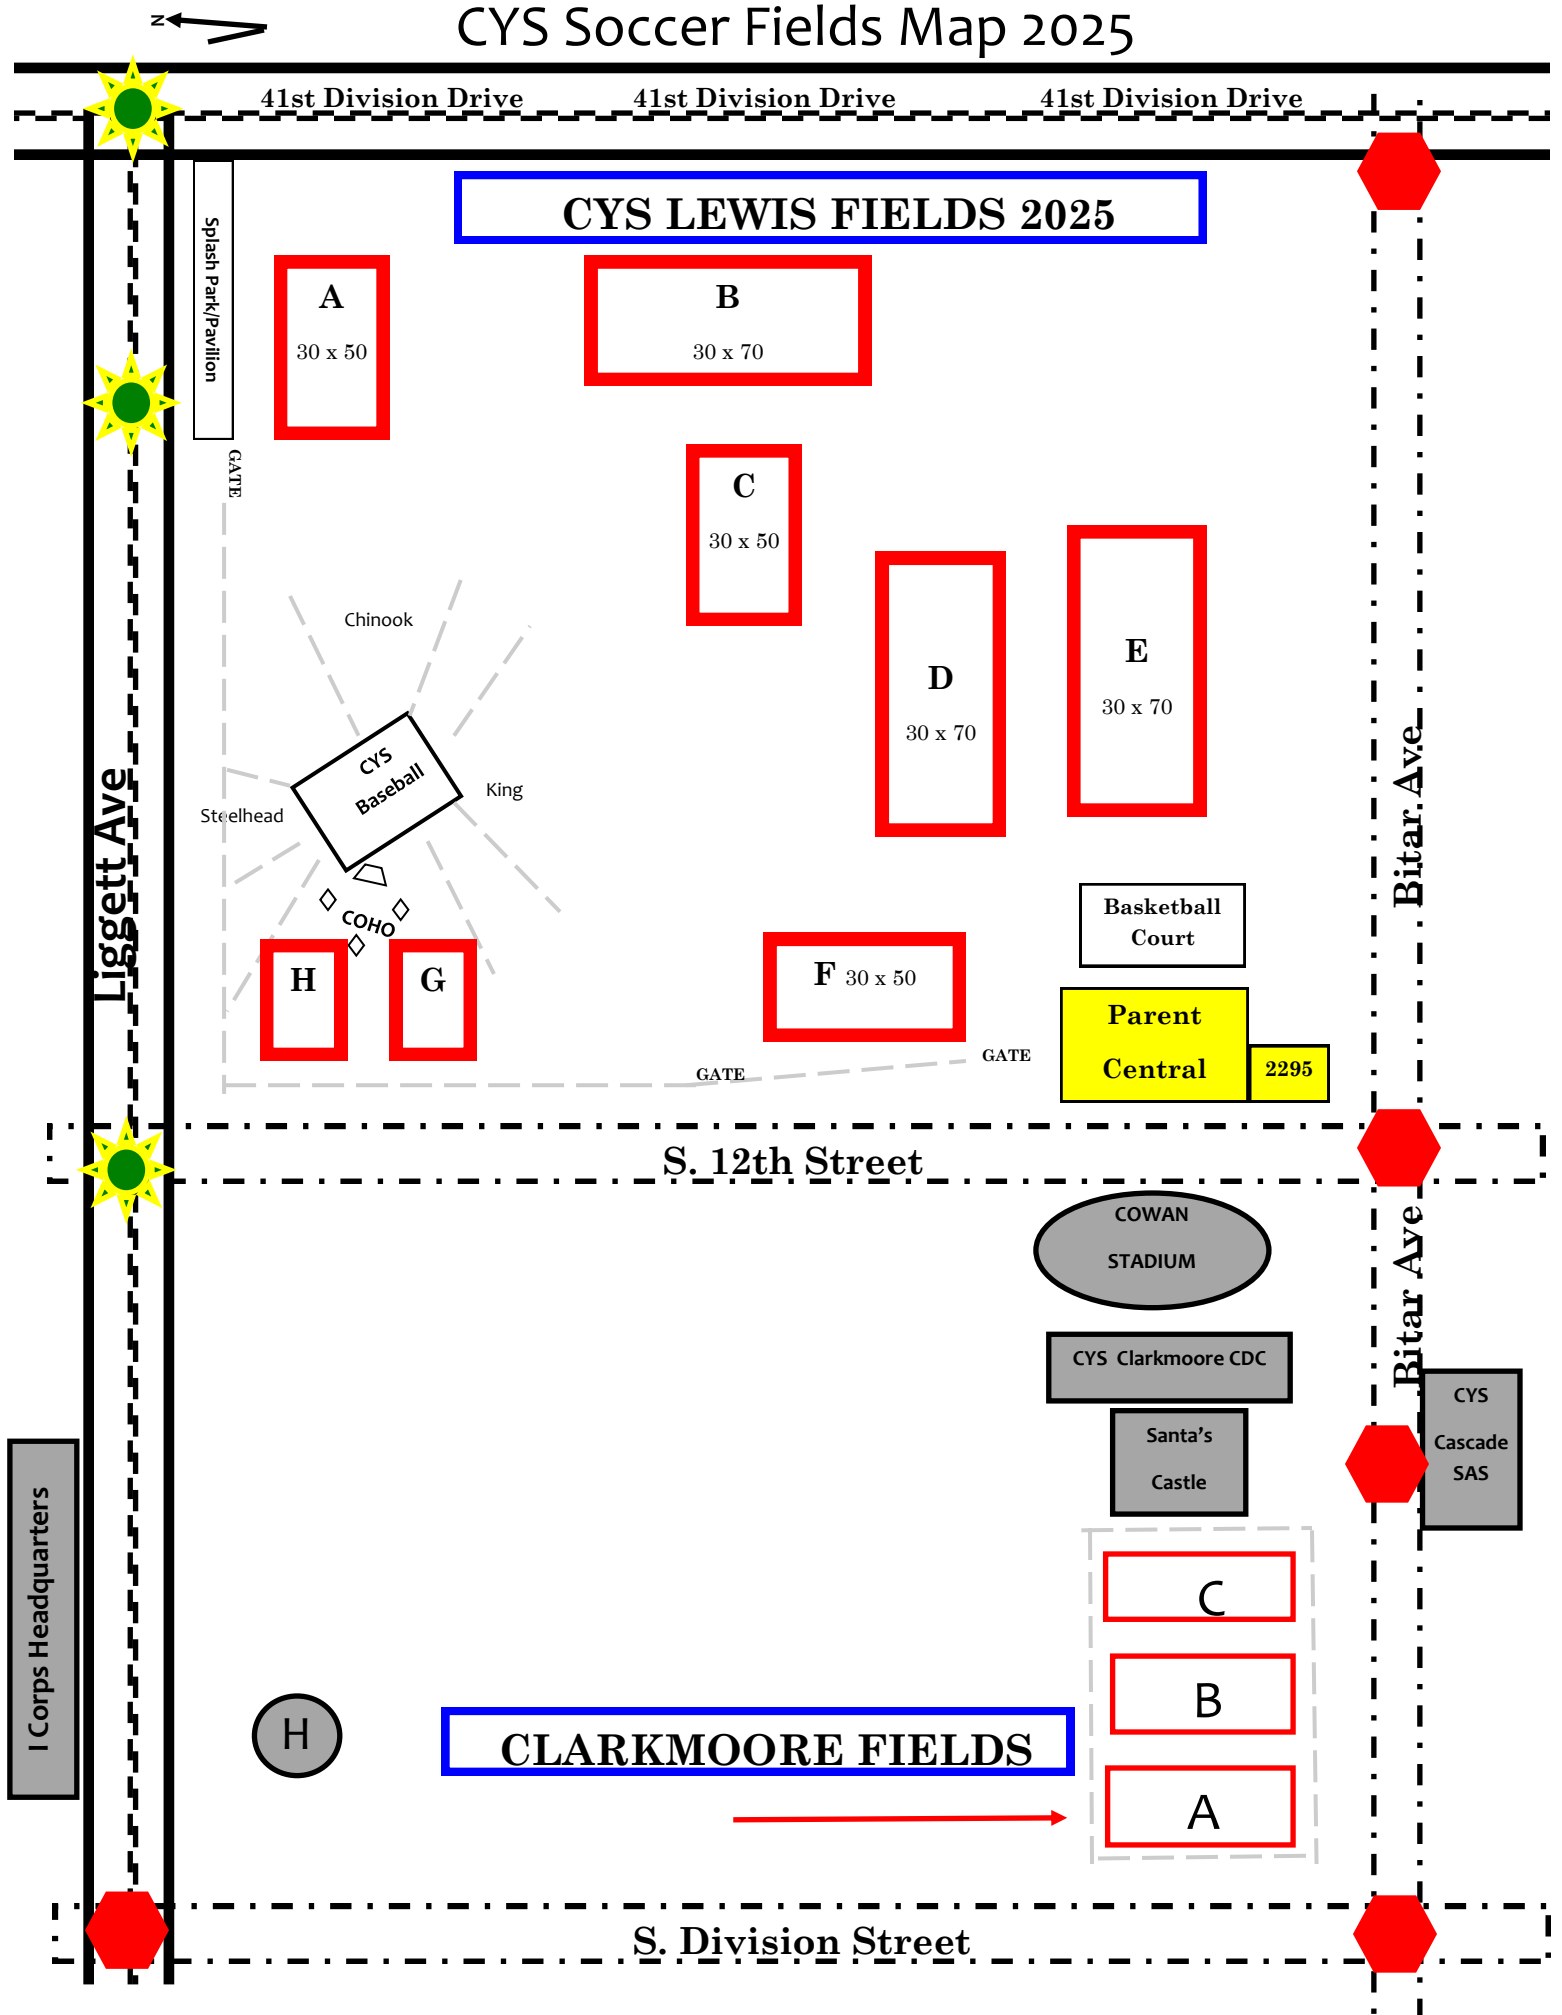 N
CYS Soccer Fields Map 2025
41st Division Drive
41st Division Drive
41st Division Drive
Splash Park/Pavilion
CYS LEWIS FIELDS 2025
A
30 x 50
B
30 x 70
GATE
C
30 x 50
D
30 x 70
E
30 x 70
Chinook
CYS
Baseball
King
Steelhead
COHO
Liggett Ave
Bitar Ave
H
G
F 30 x 50
Basketball
Court
Parent
Central
2295
GATE
GATE
S. 12th Street
COWAN
STADIUM
Bitar Ave
CYS Clarkmoore CDC
Santa's
Castle
CYS
Cascade
SAS
I Corps Headquarters
C
B
A
H
CLARKMOORE FIELDS
S. Division Street